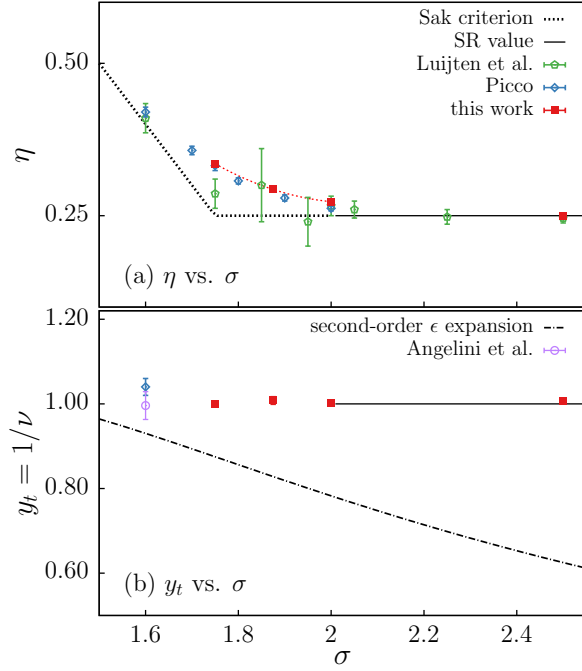 Sak criterion
SR value
Luijten et al.
Picco
this work
0.50
0.25
η
(a) η vs. σ
second-order ϵ expansion
Angelini et al.
1.20
1.00
0.80
0.60
y_t = 1/ν
(b) y_t vs. σ
1.6 1.8 2 2.2 2.4
σ